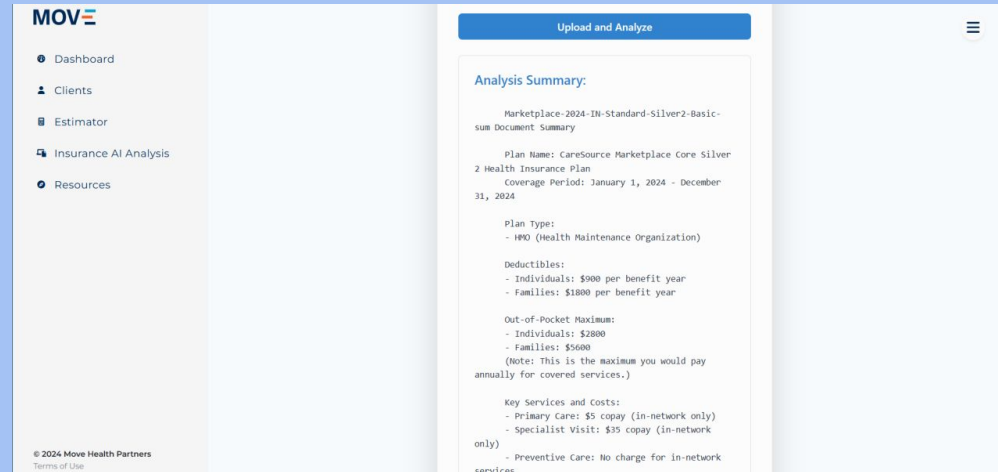 MOVE
Dashboard
Clients
Estimator
Insurance AI Analysis
Resources
© 2024 Move Health Partners
Terms of Use
Upload and Analyze
Analysis Summary:
Marketplace-2024-IN-Standard-Silver2-Basic-
sum Document Summary
Plan Name: CareSource Marketplace Core Silver
2 Health Insurance Plan
Coverage Period: January 1, 2024 - December
31, 2024
Plan Type:
- HMO (Health Maintenance Organization)
Deductibles:
- Individuals: $900 per benefit year
- Families: $1800 per benefit year
Out-of-Pocket Maximum:
- Individuals: $2800
- Families: $5600
(Note: This is the maximum you would pay
annually for covered services.)
Key Services and Costs:
- Primary Care: $5 copay (in-network only)
- Specialist Visit: $35 copay (in-network
only)
- Preventive Care: No charge for in-network
services